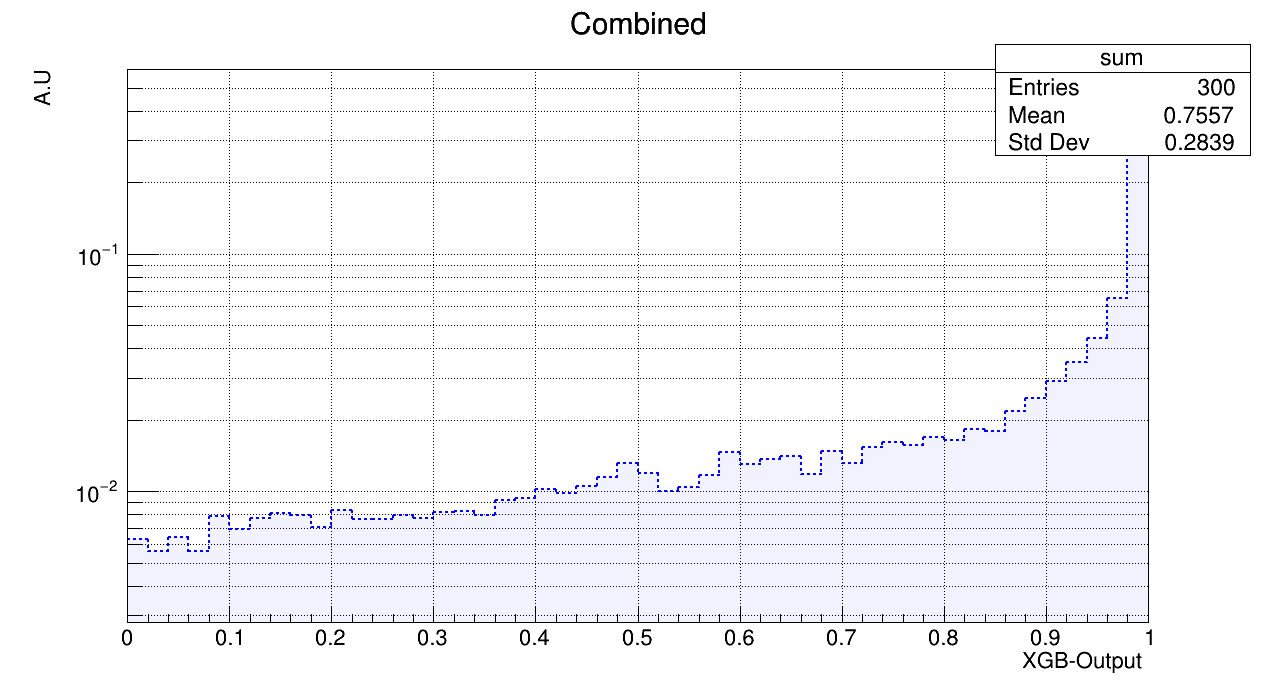 Combined
A.U
sum
Entries 300
Mean 0.7557
Std Dev 0.2839
10⁻¹
10⁻²
0 0.1 0.2 0.3 0.4 0.5 0.6 0.7 0.8 0.9 1
XGB-Output